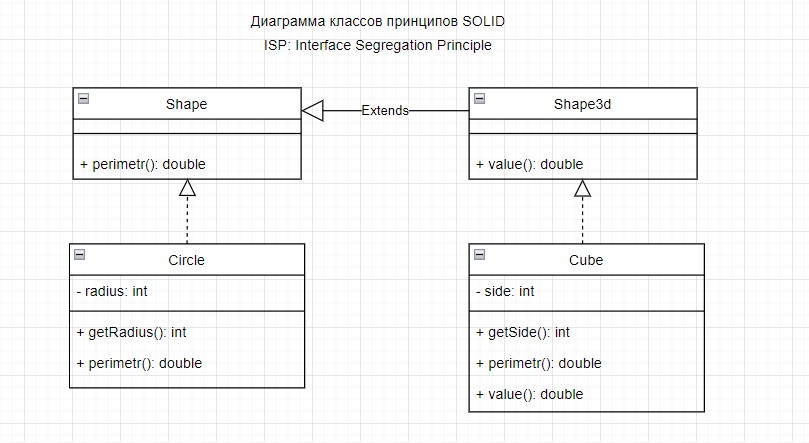 Диаграмма классов принципов SOLID
ISP: Interface Segregation Principle
Shape
+ perimetr(): double
Extends
Shape3d
+ value(): double
Circle
- radius: int
+ getRadius(): int
+ perimetr(): double
Cube
- side: int
+ getSide(): int
+ perimetr(): double
+ value(): double